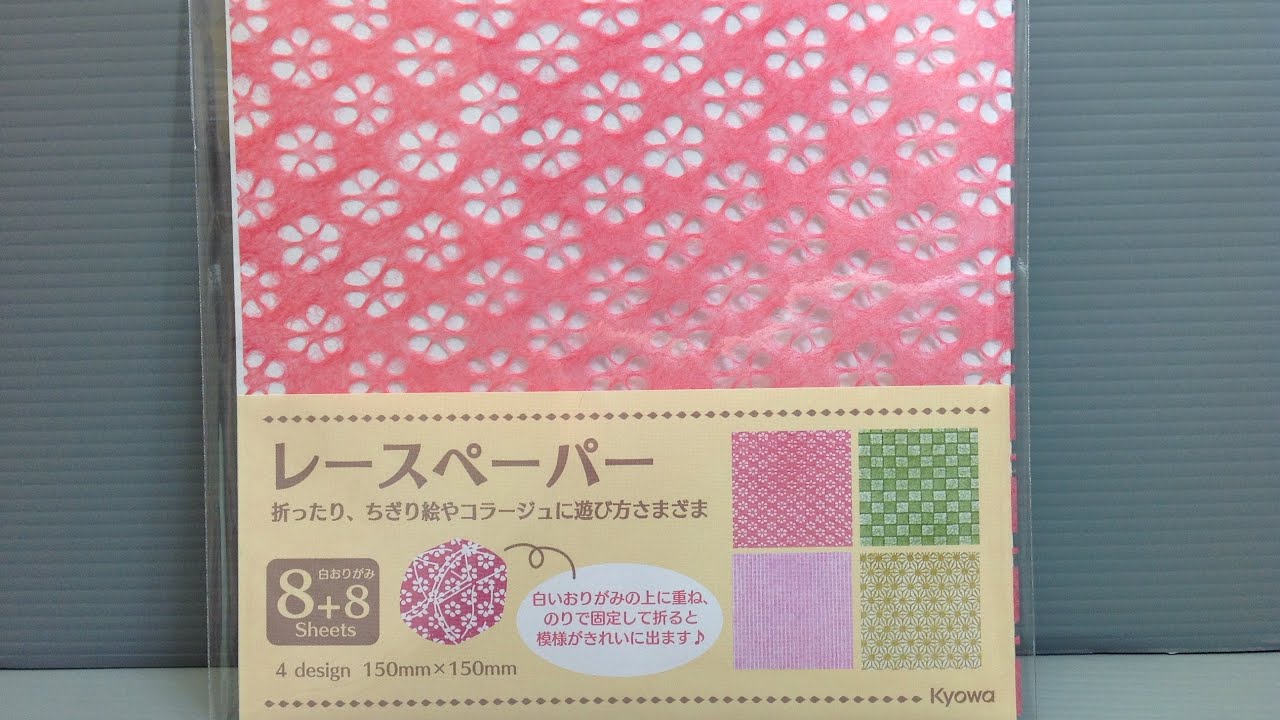 レースペーパー
折ったり、ちぎり絵やコラージュに遊び方さまざま
白おりがみ
8+8
Sheets
白いおりがみの上に重ね、
のりで固定して折ると
模様がきれいに出ます♪
4 design 150mm×150mm
Kyowa